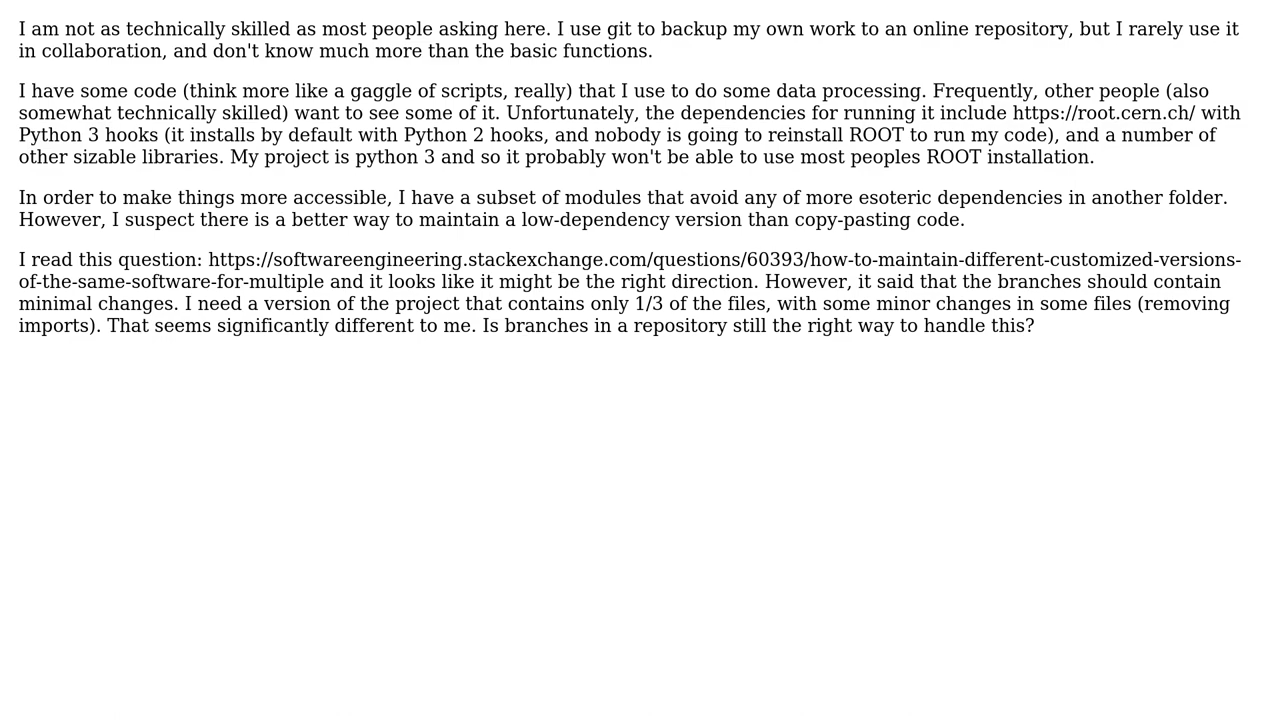 I am not as technically skilled as most people asking here. I use git to backup my own work to an online repository, but I rarely use it
in collaboration, and don't know much more than the basic functions.
I have some code (think more like a gaggle of scripts, really) that I use to do some data processing. Frequently, other people (also
somewhat technically skilled) want to see some of it. Unfortunately, the dependencies for running it include https://root.cern.ch/ with
Python 3 hooks (it installs by default with Python 2 hooks, and nobody is going to reinstall ROOT to run my code), and a number of
other sizable libraries. My project is python 3 and so it probably won't be able to use most peoples ROOT installation.
In order to make things more accessible, I have a subset of modules that avoid any of more esoteric dependencies in another folder.
However, I suspect there is a better way to maintain a low-dependency version than copy-pasting code.
I read this question: https://softwareengineering.stackexchange.com/questions/60393/how-to-maintain-different-customized-versions-
of-the-same-software-for-multiple and it looks like it might be the right direction. However, it said that the branches should contain
minimal changes. I need a version of the project that contains only 1/3 of the files, with some minor changes in some files (removing
imports). That seems significantly different to me. Is branches in a repository still the right way to handle this?